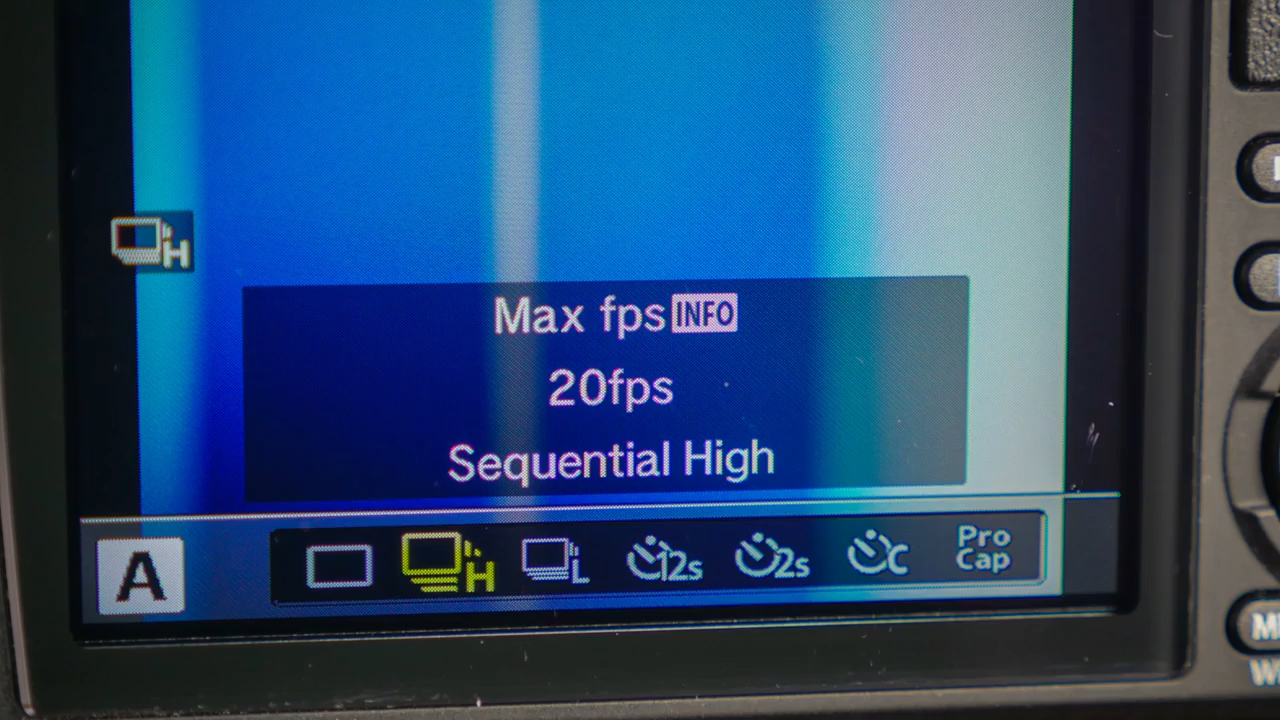 H
Max fps INFO
20fps
Sequential High
A
H
L
12s
2s
C
Pro
Cap